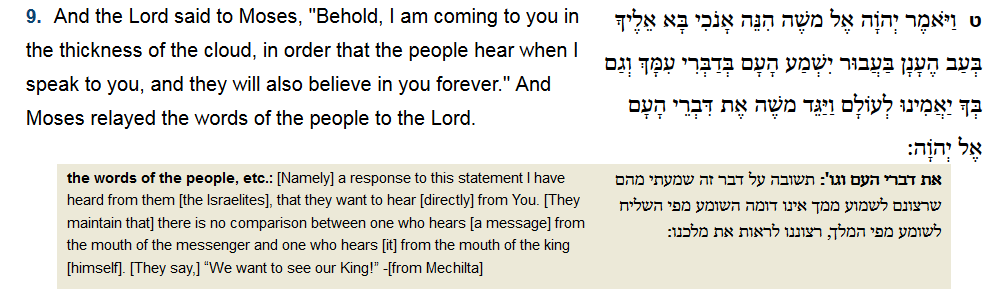 9. And the Lord said to Moses, "Behold, I am coming to you in
the thickness of the cloud, in order that the people hear when I
speak to you, and they will also believe in you forever." And
Moses relayed the words of the people to the Lord.
ט וַיֹּאמֶר יְהֹוָה אֶל משֶׁה הִנֵּה אָנֹכִי בָּא אֵלֶיךָ
בְּעַב הֶעָנָן בַּעֲבוּר יִשְׁמַע הָעָם בְּדַבְּרִי עִמָּךְ וְגַם
בְּךָ יַאֲמִינוּ לְעוֹלָם וַיַּגֵּד משֶׁה אֶת דִּבְרֵי הָעָם
אֶל יְהֹוָה:
the words of the people, etc.: [Namely] a response to this statement I have
heard from them [the Israelites], that they want to hear [directly] from You. [They
maintain that] there is no comparison between one who hears [a message] from
the mouth of the messenger and one who hears [it] from the mouth of the king
[himself]. [They say,] “We want to see our King!” -[from Mechilta]
את דברי העם וגו': תשובה על דבר זה שמעתי מהם
שרצונם לשמוע ממך אינו דומה השומע מפי השליח
לשומע מפי המלך, רצוננו לראות את מלכנו: